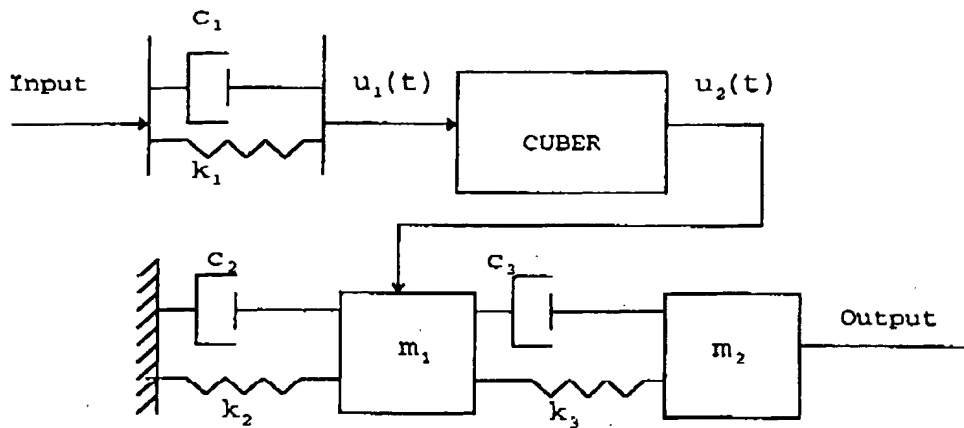 C₁
Input
u₁(t)
u₂(t)
CUBER
k₁
C₂
C₃
Output
m₁
m₂
k₂
k₃